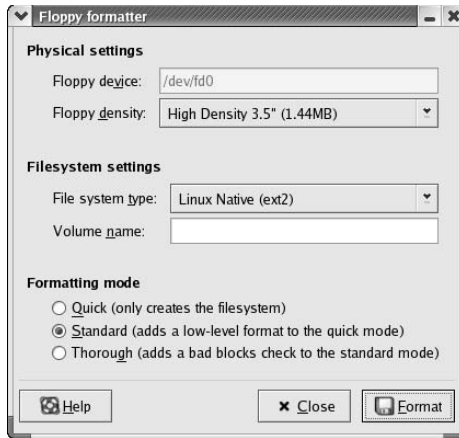 Floppy formatter
Physical settings
Floppy device: /dev/fd0
Floppy density: High Density 3.5" (1.44MB)
Filesystem settings
File system type: Linux Native (ext2)
Volume name:
Formatting mode
Quick (only creates the filesystem)
Standard (adds a low-level format to the quick mode)
Thorough (adds a bad blocks check to the standard mode)
Help Close Format